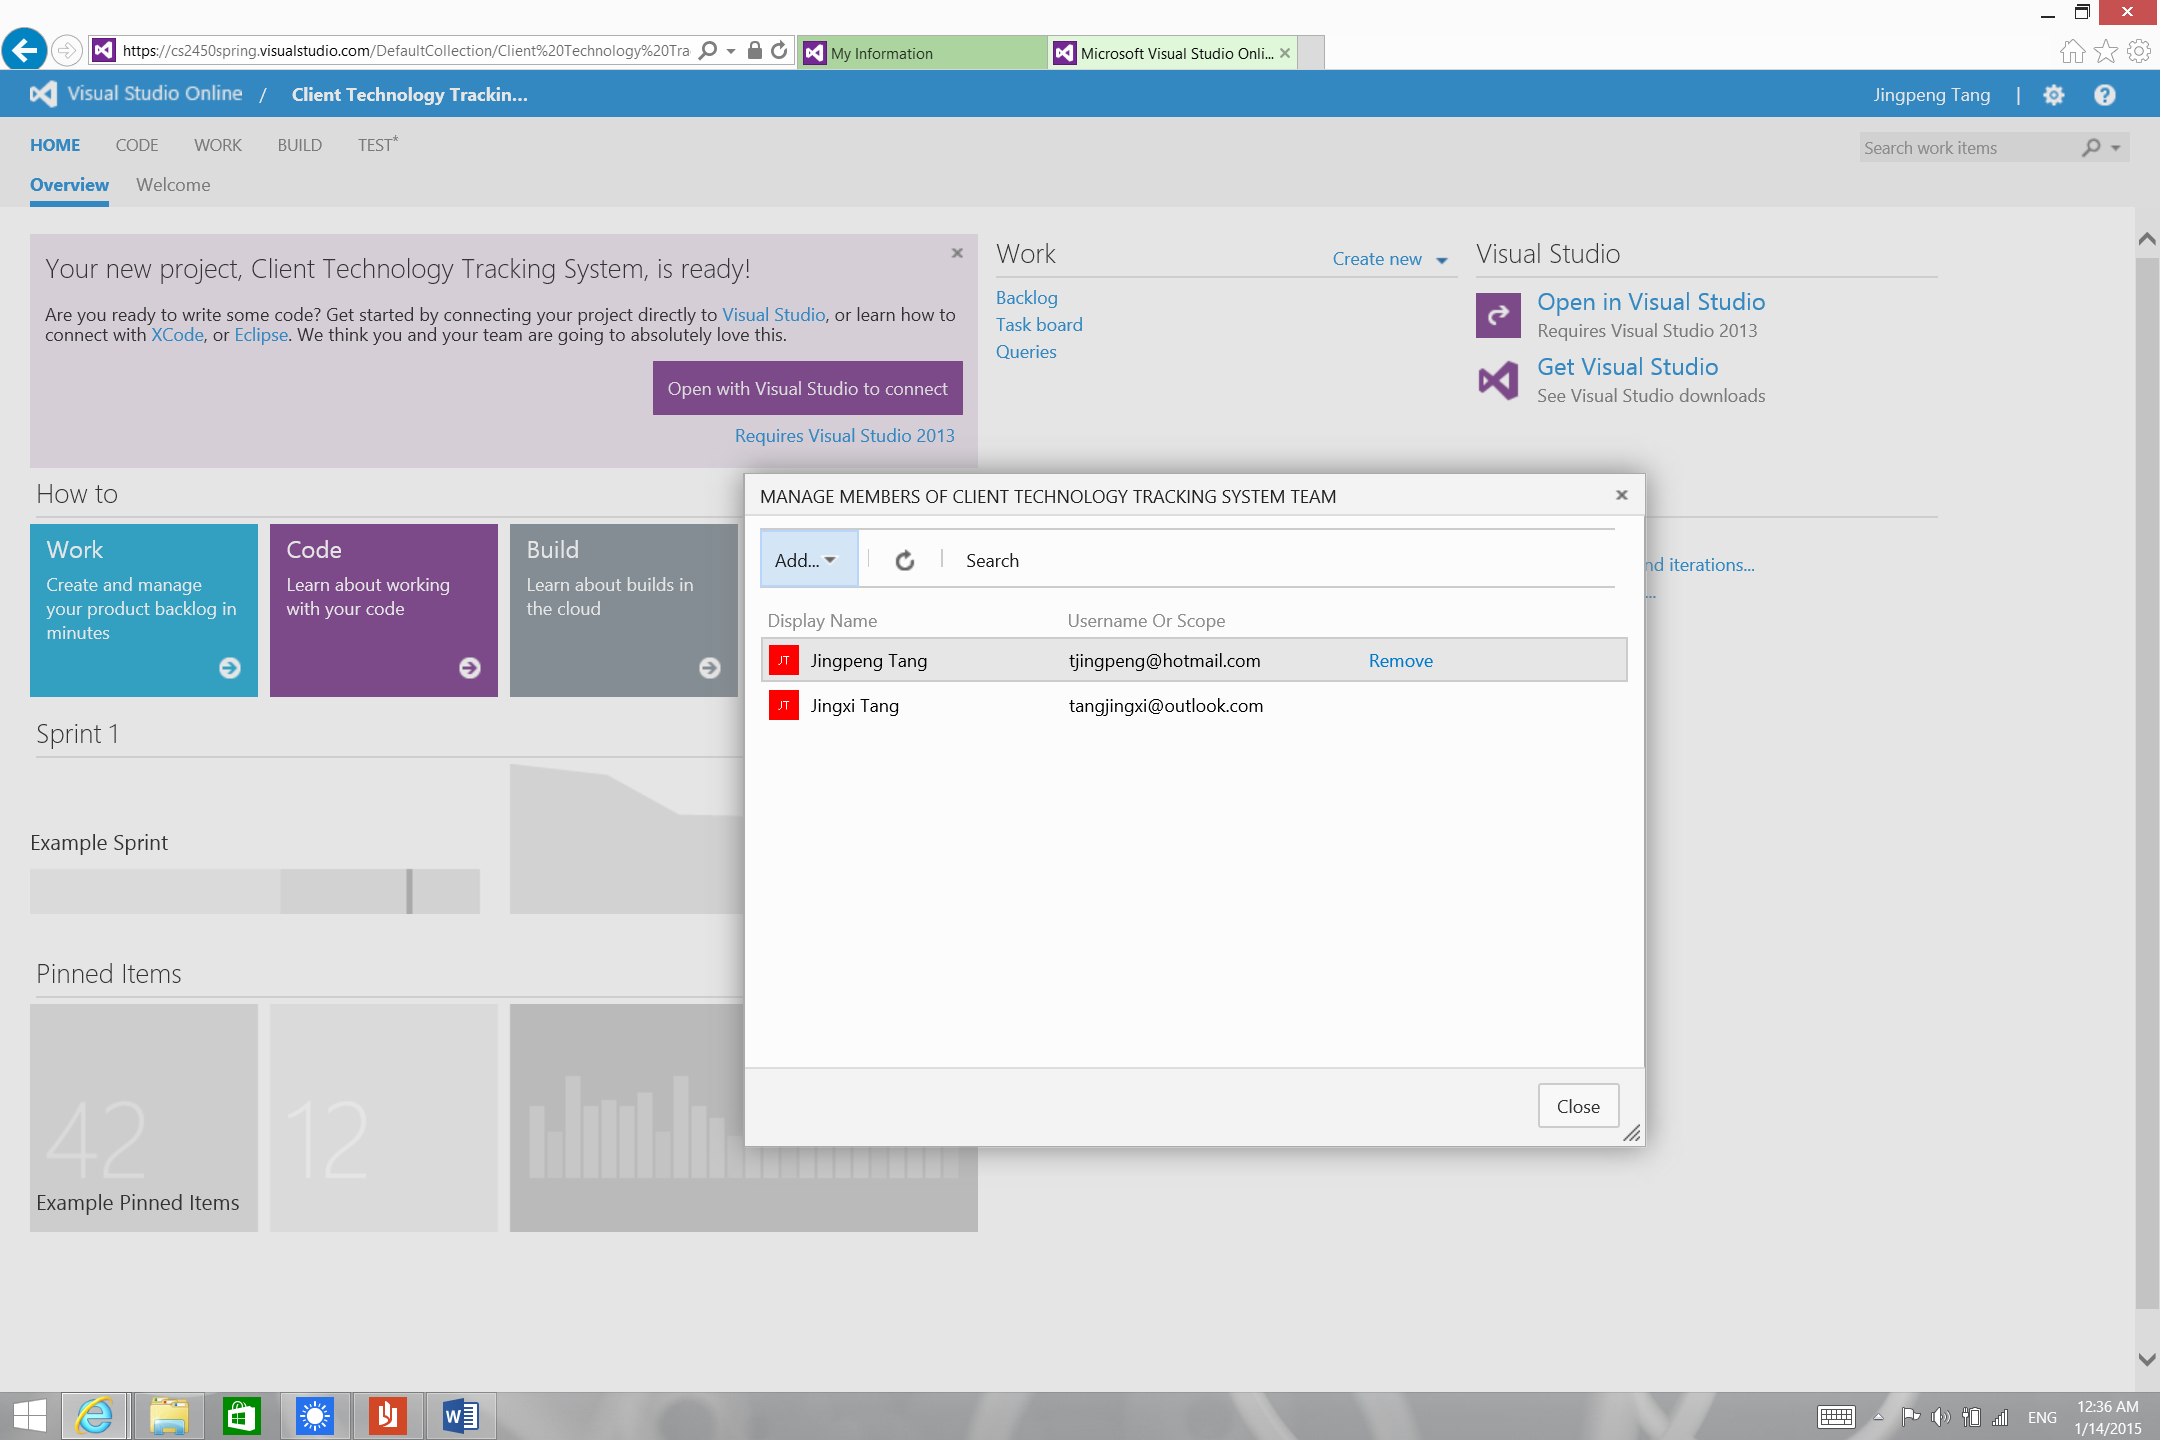 https://cs2450spring.visualstudio.com/DefaultCollection/Client%20Technology%20Tra
My Information
Microsoft Visual Studio Onli...
Visual Studio Online / Client Technology Trackin...
Jingpeng Tang |
HOME CODE WORK BUILD TEST*
Search work items
Overview Welcome
Your new project, Client Technology Tracking System, is ready!
Are you ready to write some code? Get started by connecting your project directly to Visual Studio, or learn how to
connect with XCode, or Eclipse. We think you and your team are going to absolutely love this.
Open with Visual Studio to connect
Requires Visual Studio 2013
Work
Create new
Backlog
Task board
Queries
Visual Studio
Open in Visual Studio
Requires Visual Studio 2013
Get Visual Studio
See Visual Studio downloads
How to
Work
Create and manage
your product backlog in
minutes
Code
Learn about working
with your code
Build
Learn about builds in
the cloud
nd iterations...
...
MANAGE MEMBERS OF CLIENT TECHNOLOGY TRACKING SYSTEM TEAM
Add...
Search
Display Name Username Or Scope
JT Jingpeng Tang tjingpeng@hotmail.com Remove
JT Jingxi Tang tangjingxi@outlook.com
Close
Sprint 1
Example Sprint
Pinned Items
42
12
Example Pinned Items
ENG
12:36 AM
1/14/2015